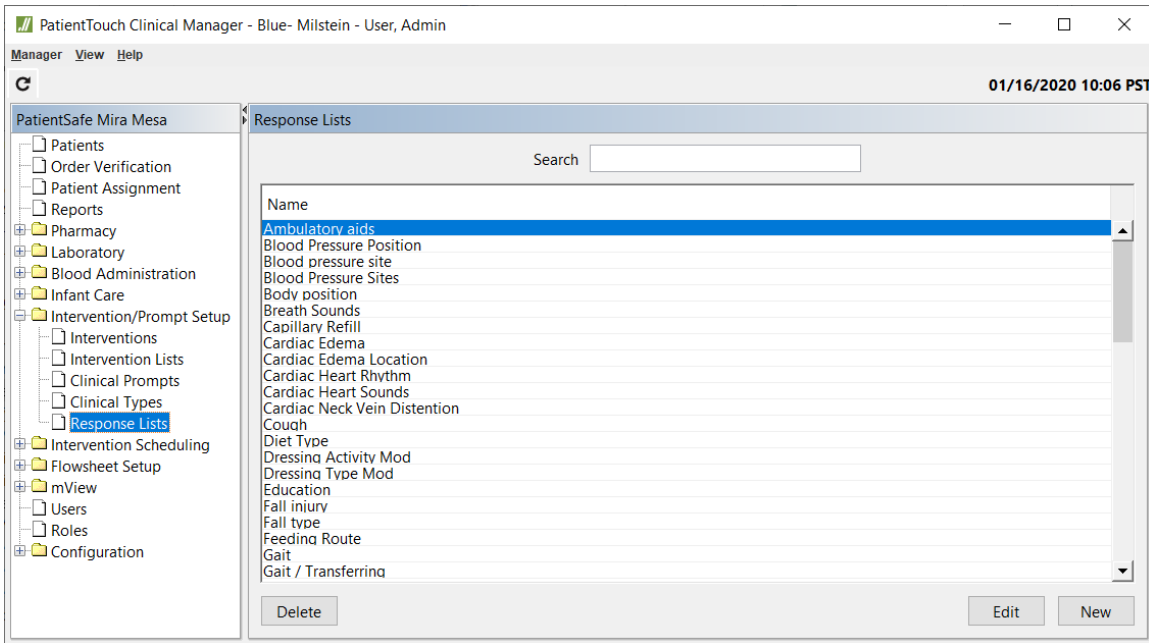 PatientTouch Clinical Manager - Blue- Milstein - User, Admin
Manager View Help
01/16/2020 10:06 PST
PatientSafe Mira Mesa
Patients
Order Verification
Patient Assignment
Reports
Pharmacy
Laboratory
Blood Administration
Infant Care
Intervention/Prompt Setup
Interventions
Intervention Lists
Clinical Prompts
Clinical Types
Response Lists
Intervention Scheduling
Flowsheet Setup
mView
Users
Roles
Configuration
Response Lists
Search
Name
Ambulatory aids
Blood Pressure Position
Blood pressure site
Blood Pressure Sites
Body position
Breath Sounds
Capillary Refill
Cardiac Edema
Cardiac Edema Location
Cardiac Heart Rhythm
Cardiac Heart Sounds
Cardiac Neck Vein Distention
Cough
Diet Type
Dressing Activity Mod
Dressing Type Mod
Education
Fall injury
Fall type
Feeding Route
Gait
Gait / Transferring
Delete
Edit
New